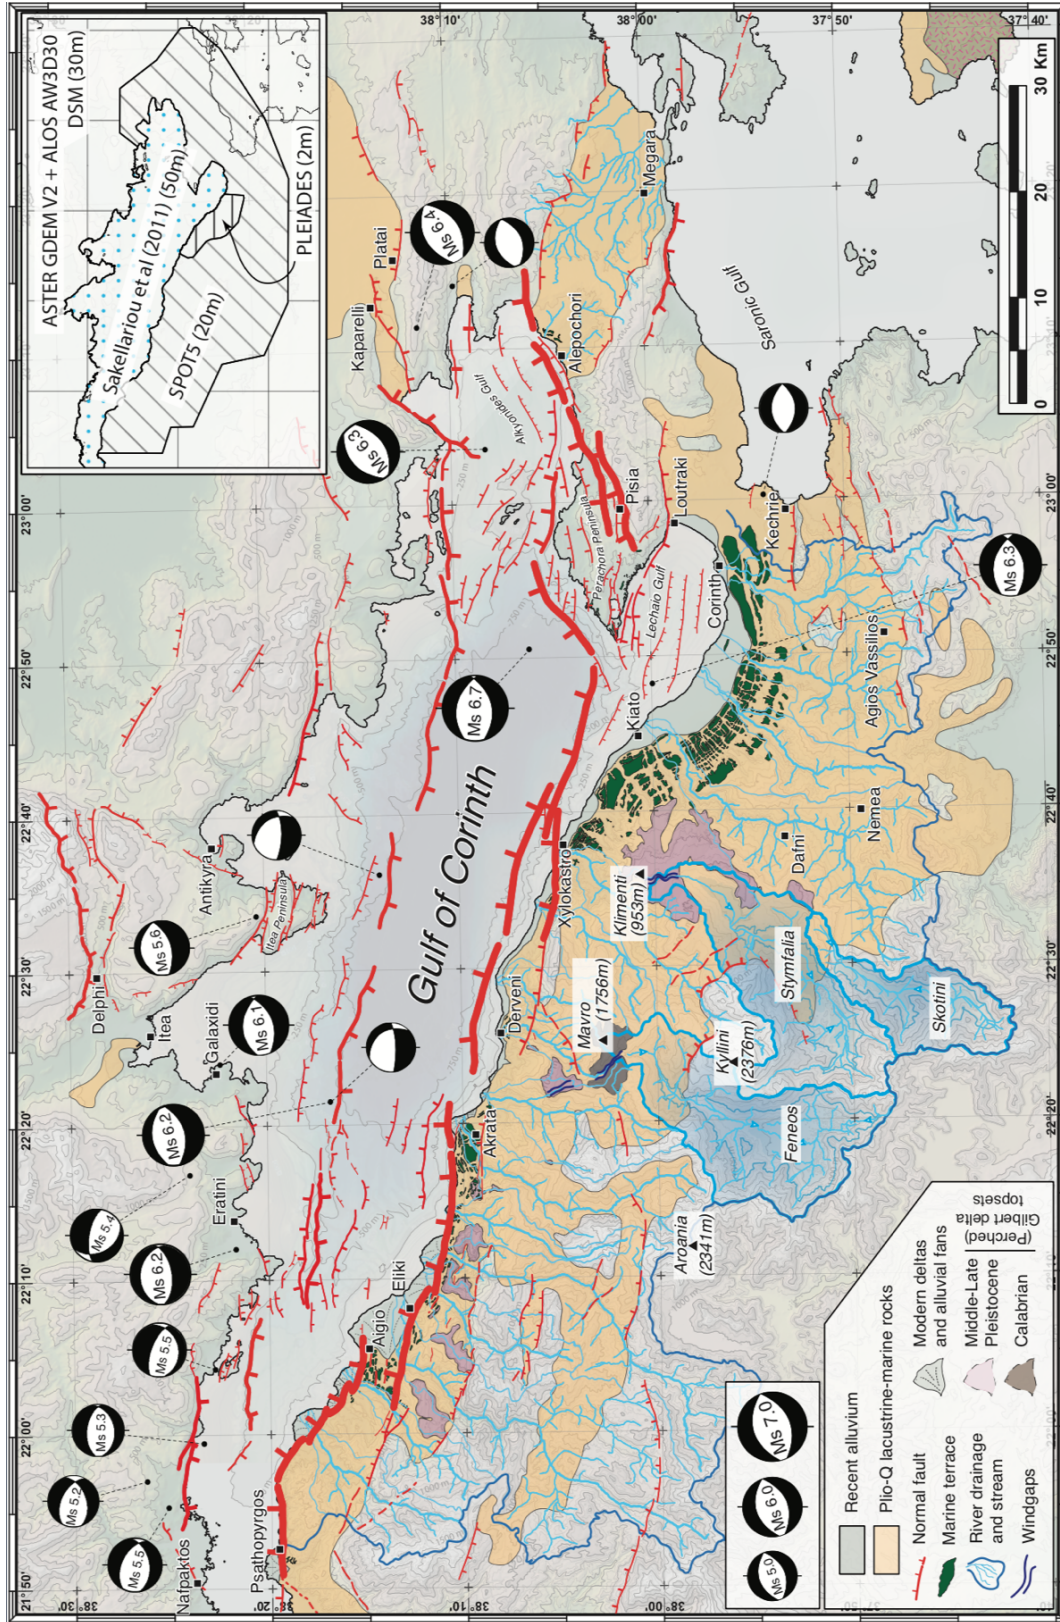 ASTER GDEM V2 + ALOS AW3D30
DSM (30m)
Sakellariou et al (2011) (50m)
SPOT5 (20m)
PLEIADES (2m)
21°50'
22°00'
22°10'
22°20'
22°30'
22°40'
22°50'
23°00'
38°30'
38°20'
38°10'
38°00'
37°50'
37°40'
Ms 5.5
Ms 5.2
Ms 5.3
Ms 5.5
Ms 6.2
Ms 5.4
Ms 6.2
Ms 6.1
Ms 5.6
Ms 6.7
Ms 6.3
Ms 6.4
Ms 6.3
Nafpaktos
Psathopyrgos
Eratini
Galaxidi
Itea
Delphi
Antikyra
Itea Peninsula
Kaparelli
Platai
Alkyonides Gulf
Alepochori
Megara
Saronic Gulf
Gulf of Corinth
Perachora Peninsula
Pisia
Loutraki
Lechaio Gulf
Corinth
Kechrie
Kiato
Agios Vassilios
Nemea
Dafni
Xylokastro
Klimenti
(953m)
Derveni
Mavro
(1756m)
Kyllini
(2376m)
Stymfalia
Skotini
Feneos
Akrata
Aroania
(2341m)
Eliki
Aigio
0
10
20
30 Km
Ms 5.0
Ms 6.0
Ms 7.0
Recent alluvium
Plio-Q lacustrine-marine rocks
Normal fault
Marine terrace
River drainage
and stream
Windgaps
Modern deltas
and alluvial fans
Middle-Late
Pleistocene
Calabrian
(Perched)
Gilbert delta
topsets